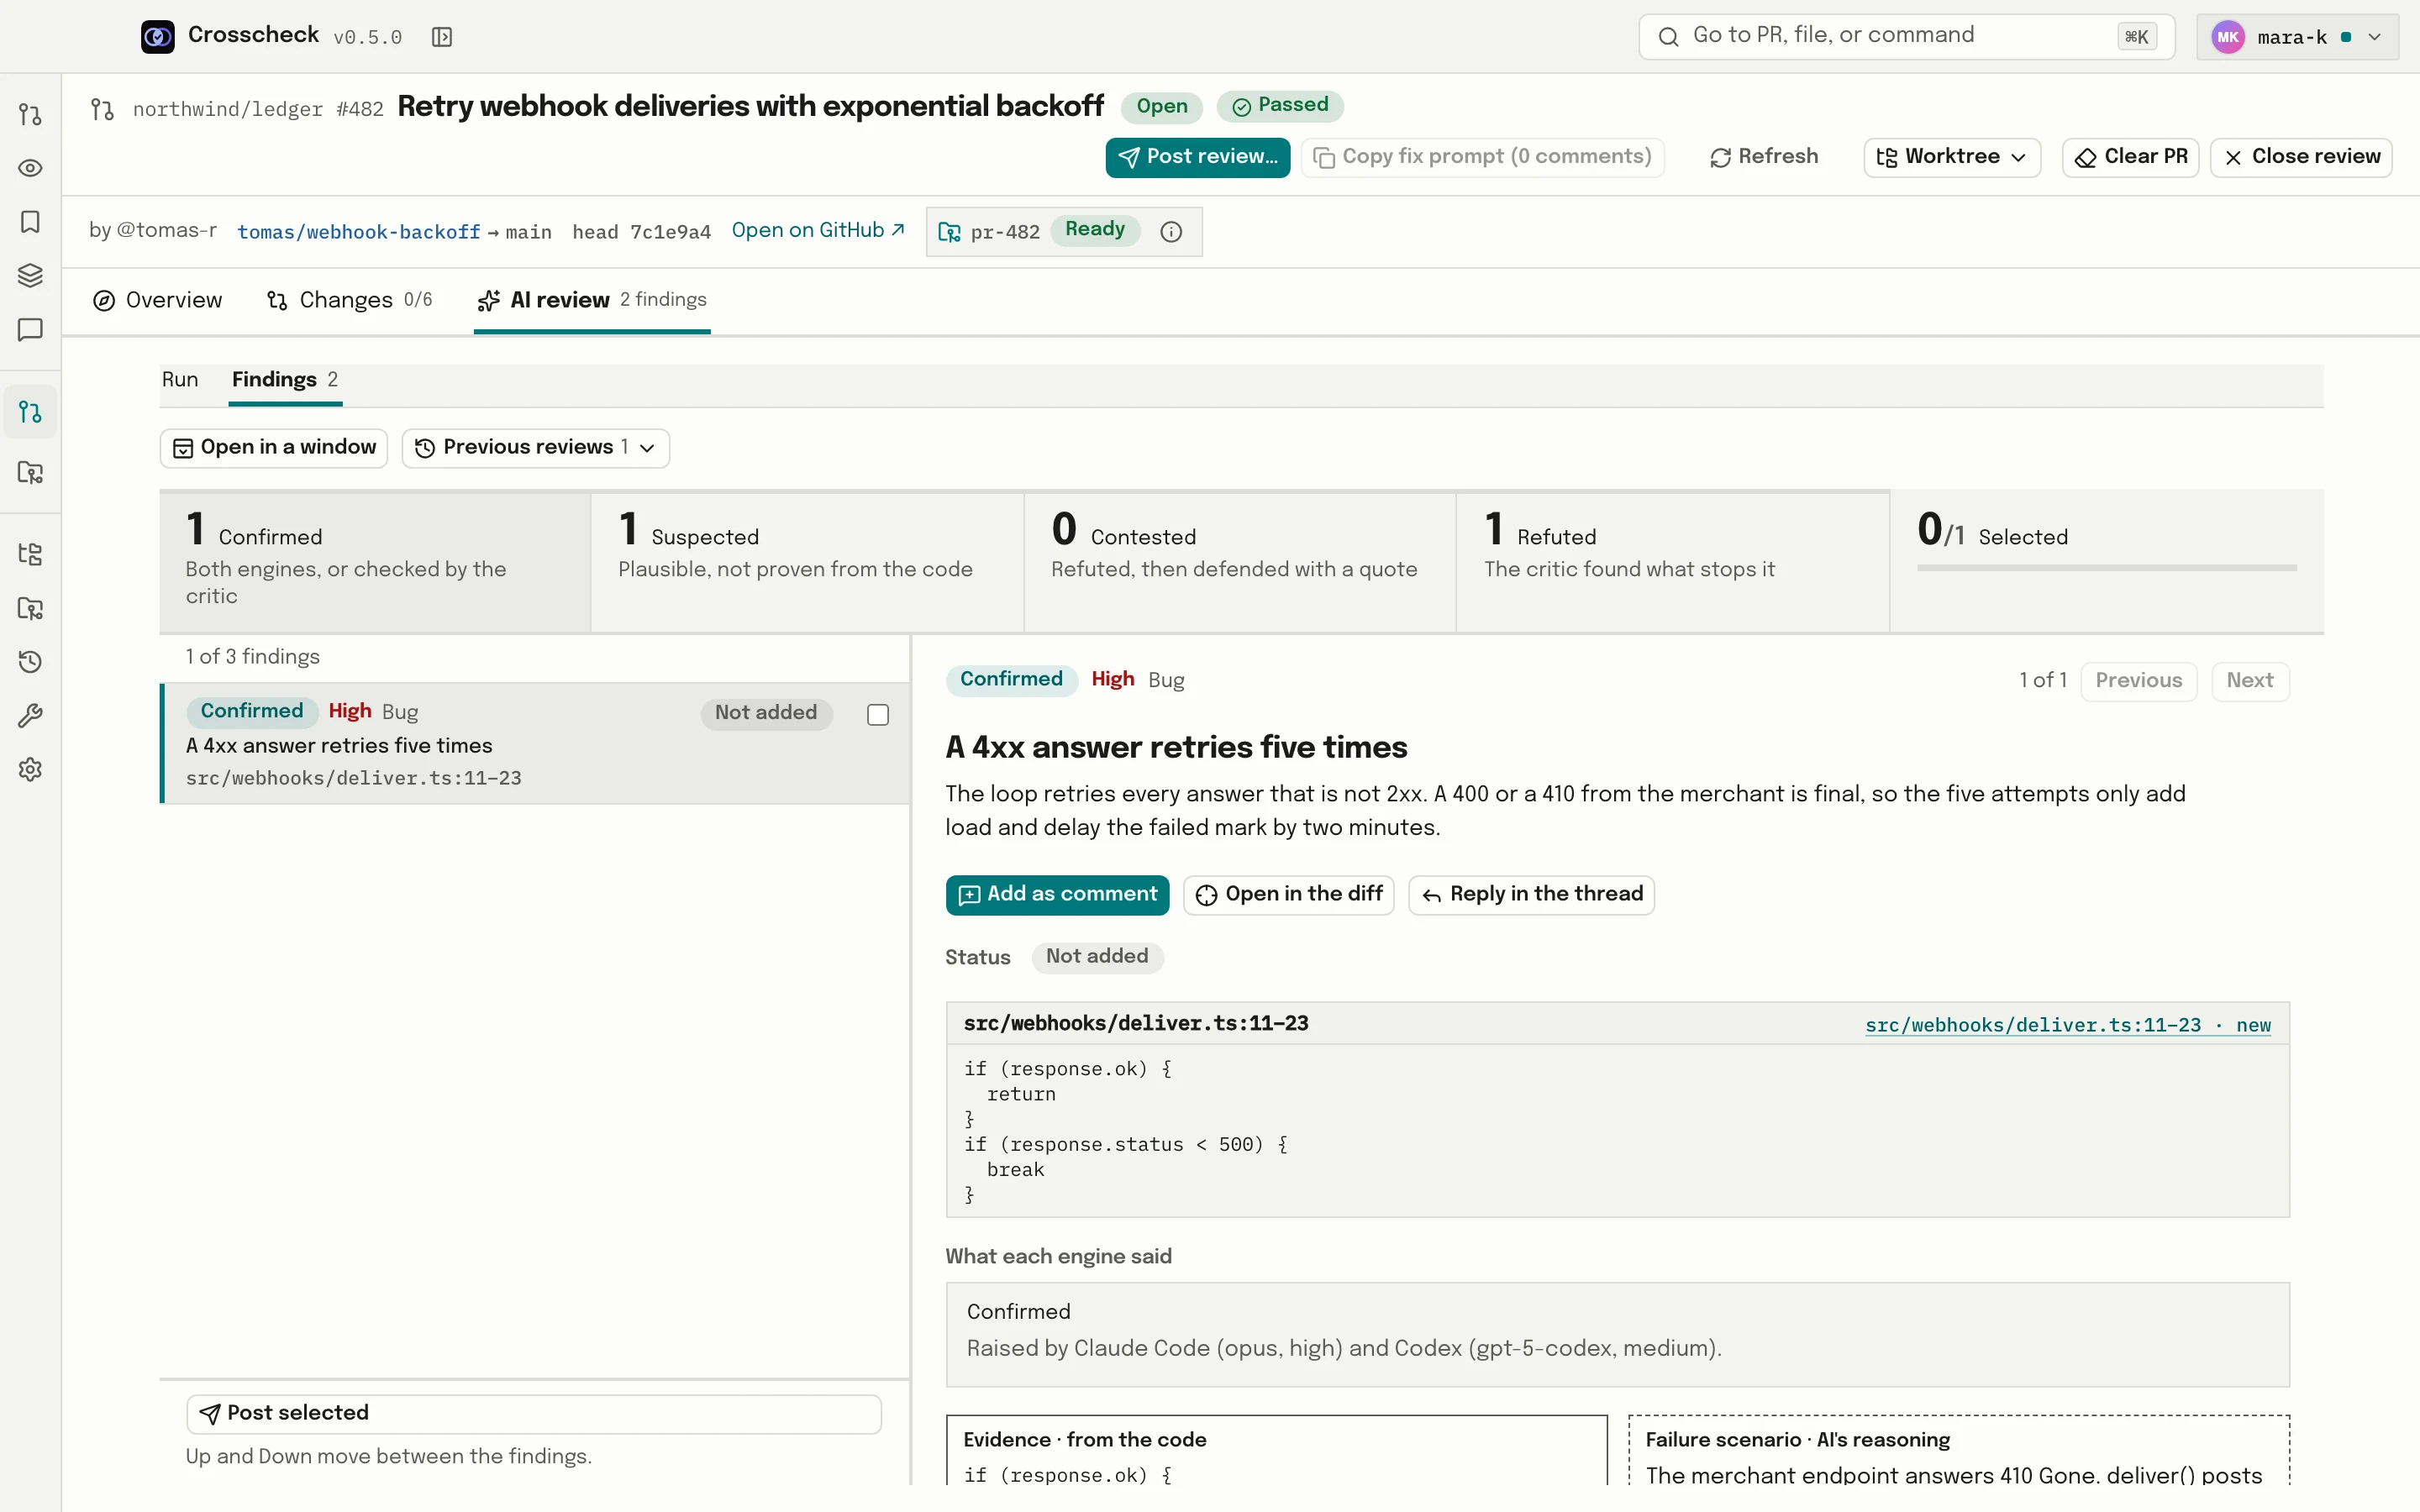 Crosscheck v0.5.0
Go to PR, file, or command ⌘K
MK mara-k
northwind/ledger #482 Retry webhook deliveries with exponential backoff Open Passed
Post review… Copy fix prompt (0 comments) Refresh Worktree Clear PR Close review
by @tomas-r tomas/webhook-backoff → main head 7c1e9a4 Open on GitHub ↗ pr-482 Ready
Overview Changes 0/6 AI review 2 findings
Run Findings 2
Open in a window Previous reviews 1
1 Confirmed
Both engines, or checked by the
critic
1 Suspected
Plausible, not proven from the code
0 Contested
Refuted, then defended with a quote
1 Refuted
The critic found what stops it
0/1 Selected
1 of 3 findings
Confirmed High Bug Not added
A 4xx answer retries five times
src/webhooks/deliver.ts:11–23
Post selected
Up and Down move between the findings.
Confirmed High Bug 1 of 1 Previous Next
A 4xx answer retries five times
The loop retries every answer that is not 2xx. A 400 or a 410 from the merchant is final, so the five attempts only add
load and delay the failed mark by two minutes.
Add as comment Open in the diff Reply in the thread
Status Not added
src/webhooks/deliver.ts:11–23 src/webhooks/deliver.ts:11–23 · new
if (response.ok) {
  return
}
if (response.status < 500) {
  break
}
What each engine said
Confirmed
Raised by Claude Code (opus, high) and Codex (gpt-5-codex, medium).
Evidence · from the code
if (response.ok) {
Failure scenario · AI's reasoning
The merchant endpoint answers 410 Gone. deliver() posts